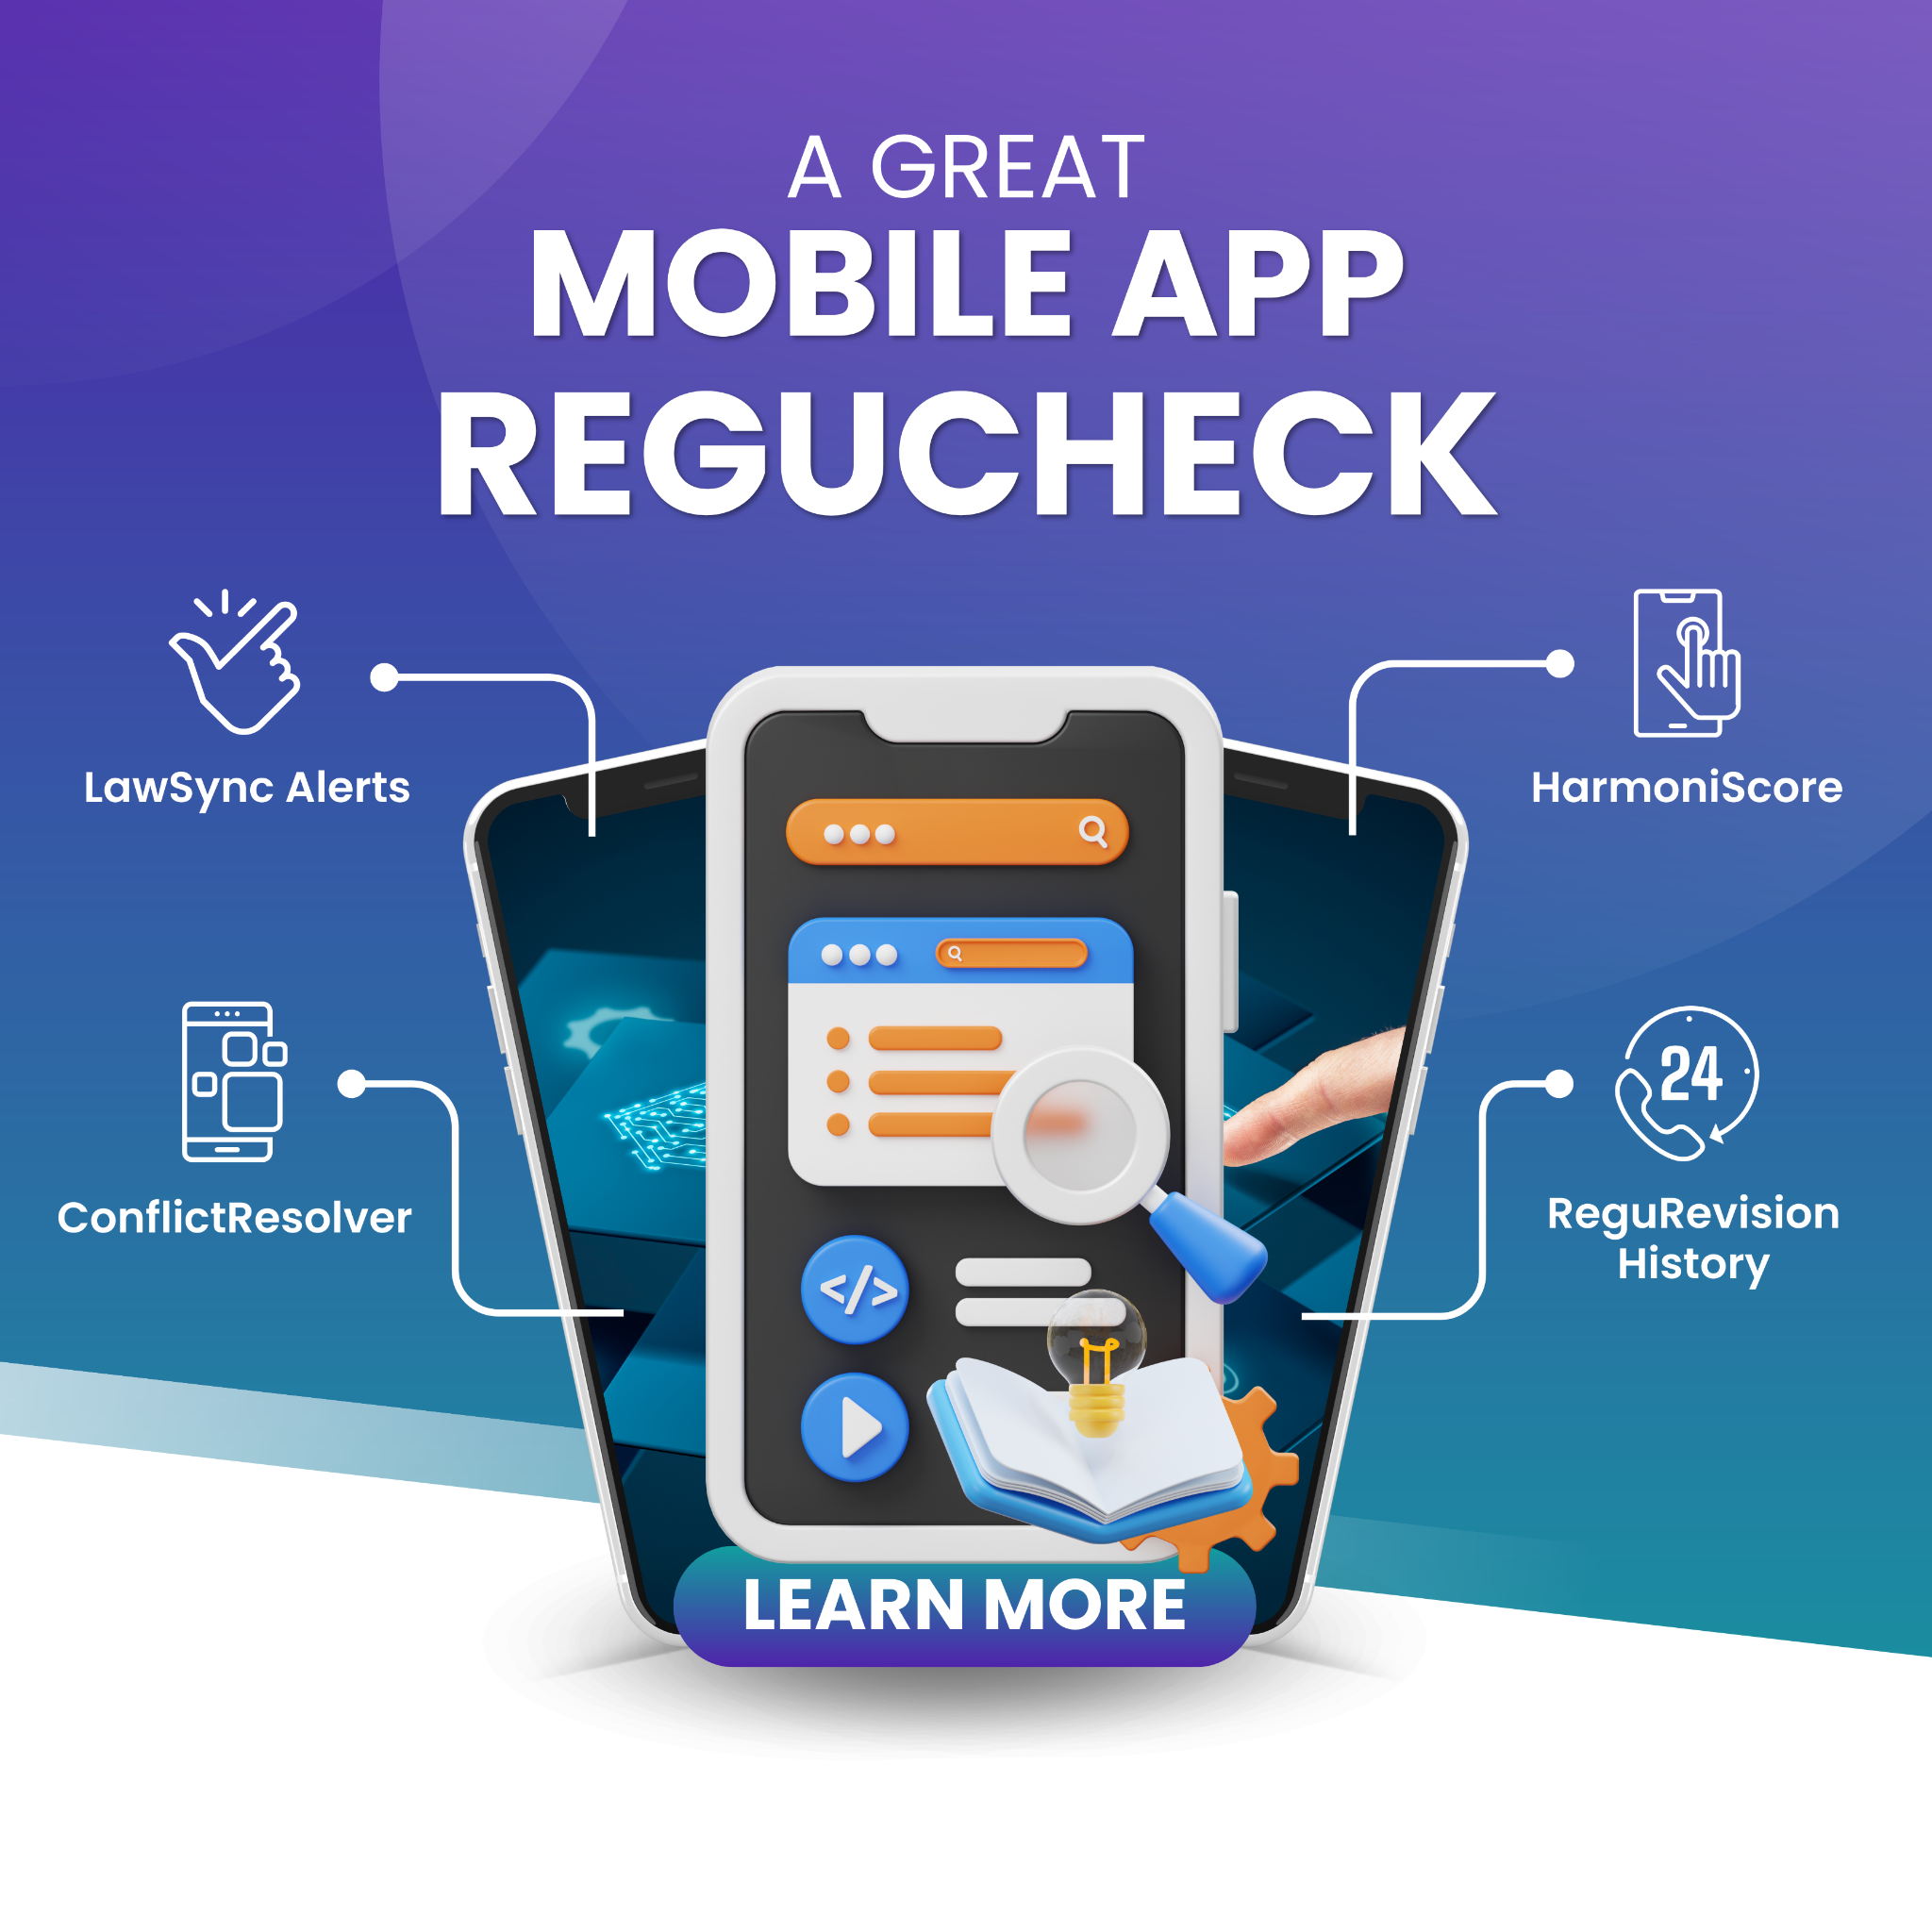 A GREAT
MOBILE APP
REGUCHECK
LawSync Alerts
HarmoniScore
ConflictResolver
24
ReguRevision
History
</>
LEARN MORE